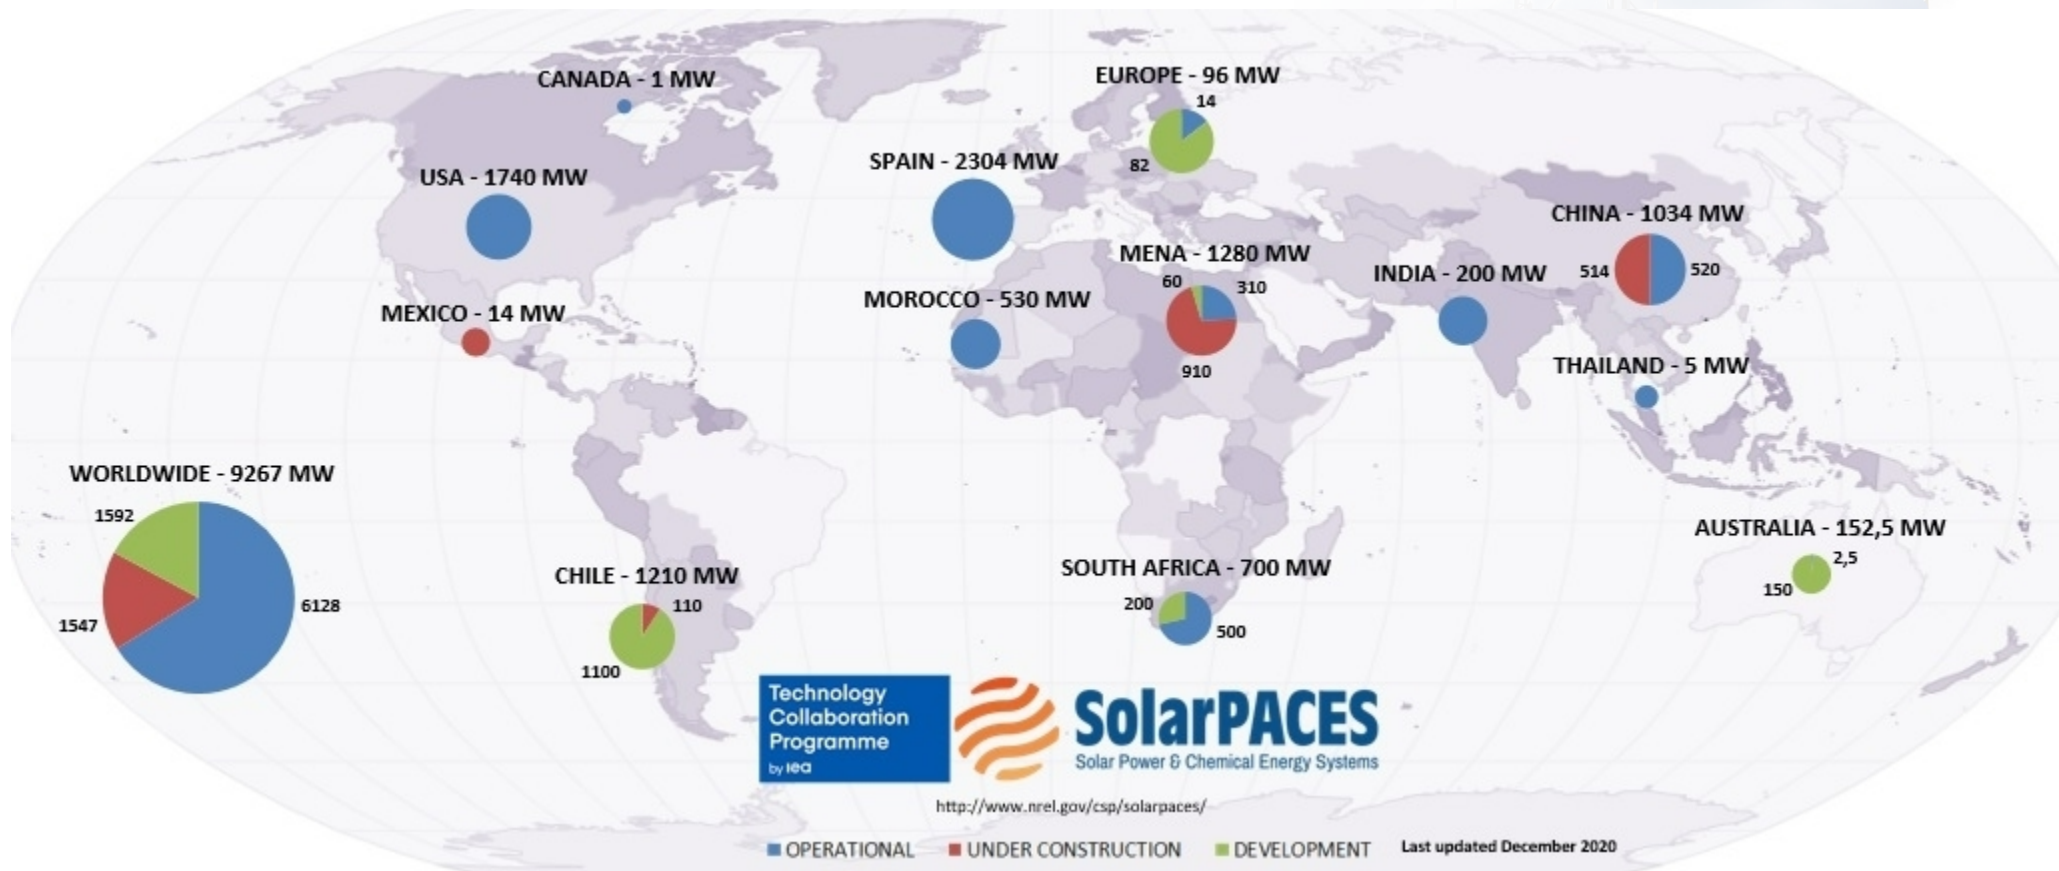 CANADA - 1 MW
EUROPE - 96 MW
14
82
SPAIN - 2304 MW
USA - 1740 MW
CHINA - 1034 MW
514
520
MENA - 1280 MW
60
310
910
INDIA - 200 MW
MOROCCO - 530 MW
MEXICO - 14 MW
THAILAND - 5 MW
WORLDWIDE - 9267 MW
1592
1547
6128
AUSTRALIA - 152,5 MW
2,5
150
CHILE - 1210 MW
110
1100
SOUTH AFRICA - 700 MW
200
500
Technology
Collaboration
Programme
by iea
SolarPACES
Solar Power & Chemical Energy Systems
http://www.nrel.gov/csp/solarpaces/
OPERATIONAL UNDER CONSTRUCTION DEVELOPMENT Last updated December 2020